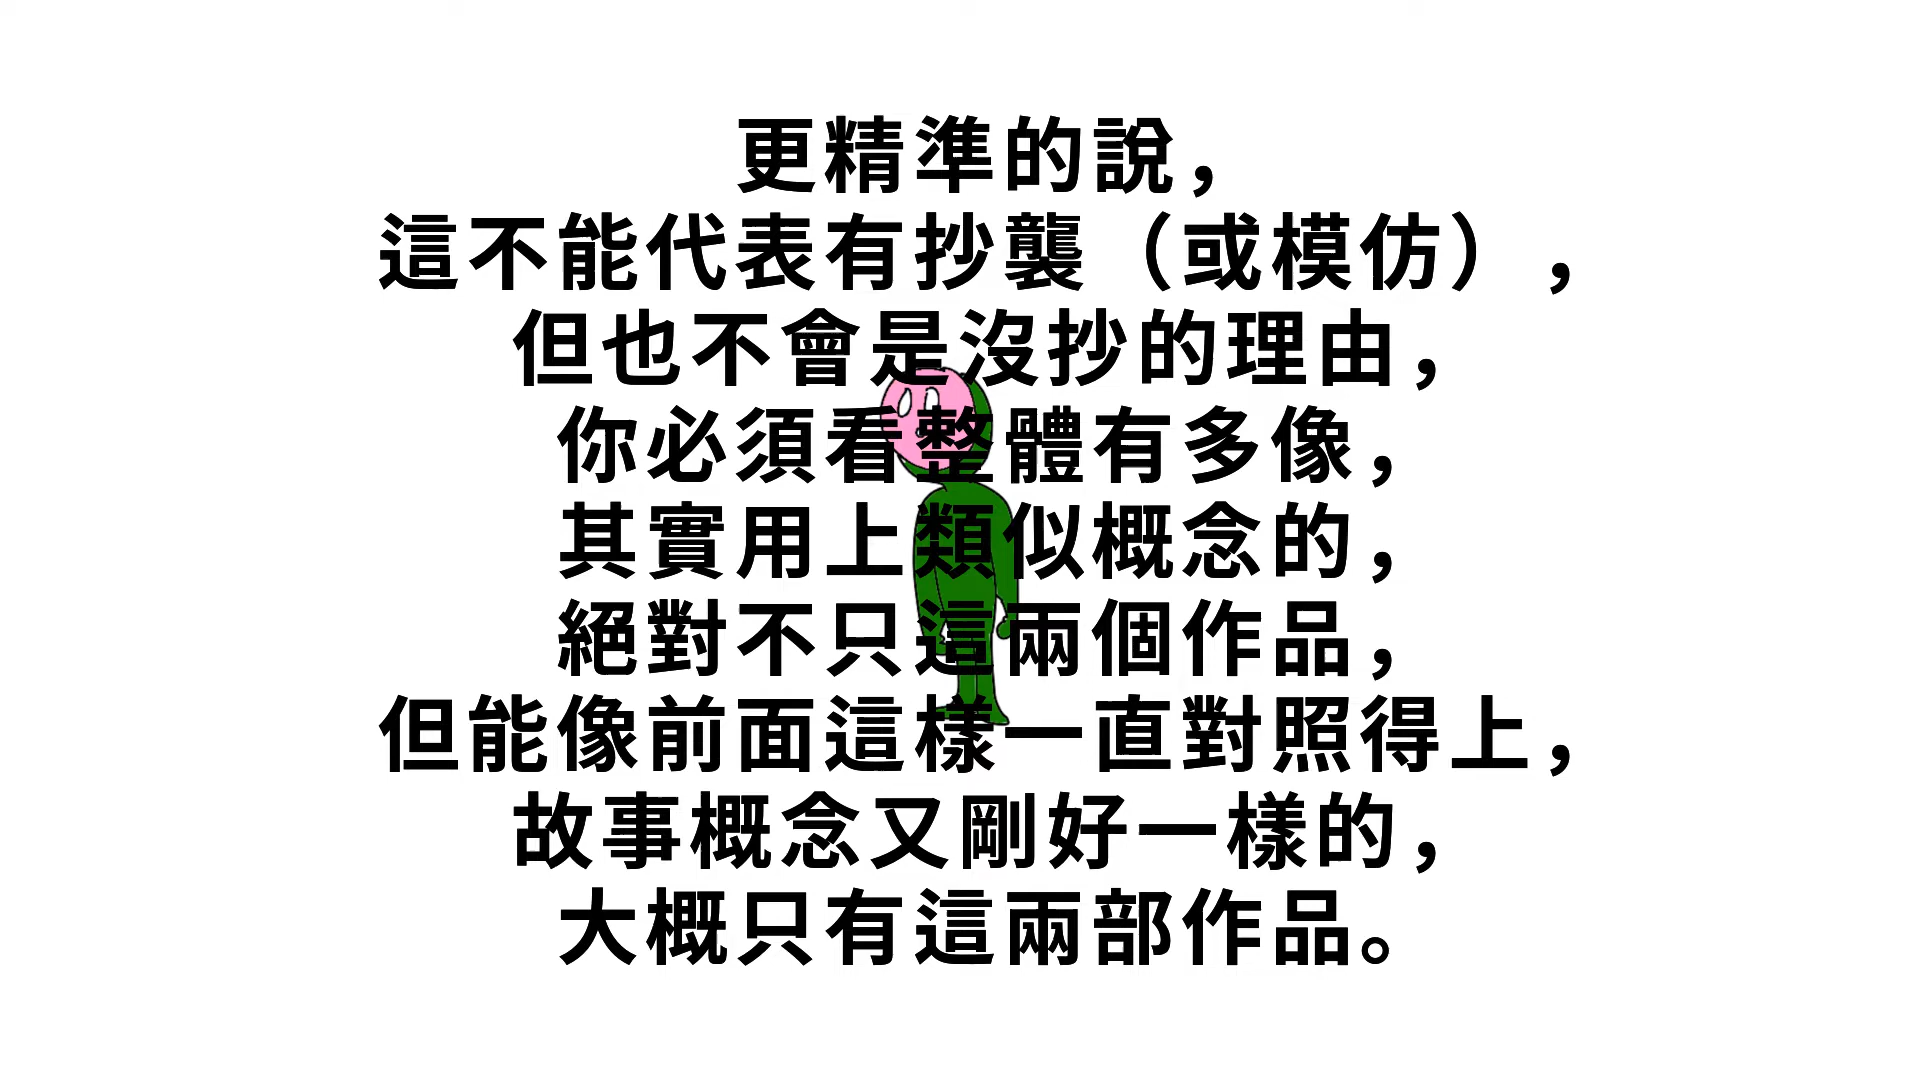 更精準的說，
這不能代表有抄襲（或模仿），
但也不會是沒抄的理由，
你必須看整體有多像，
其實用上類似概念的，
絕對不只這兩個作品，
但能像前面這樣一直對照得上，
故事概念又剛好一樣的，
大概只有這兩部作品。